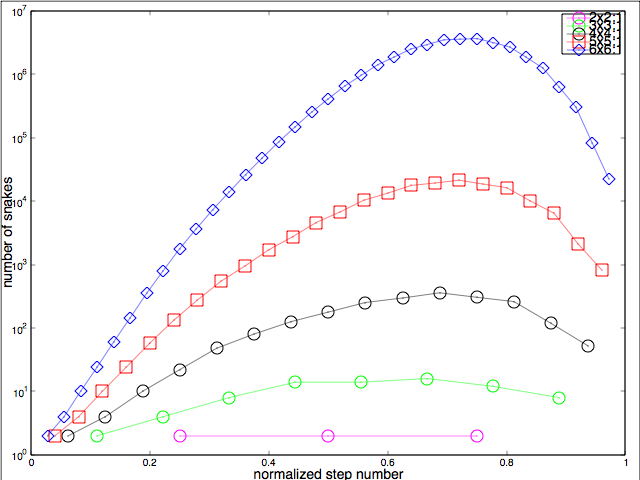 10^7
10^6
10^5
10^4
10^3
10^2
10^1
10^0
number of snakes
2x2:1
3x3:1
4x4:1
5x5:1
6x6:1
0 0.2 0.4 0.6 0.8 1
normalized step number